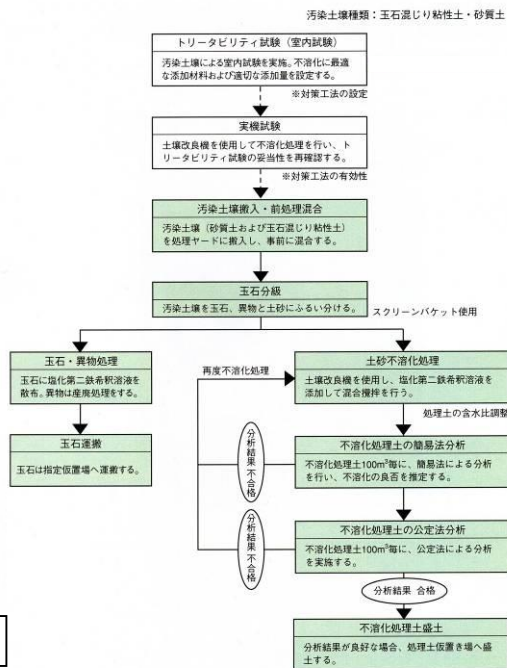 汚染土壌種類：玉石混じり粘性土・砂質土
トリータビリティ試験（室内試験）
汚染土壌による室内試験を実施。不溶化に最適
な添加材料および適切な添加量を設定する。
※対策工法の設定
実機試験
土壌改良機を使用して不溶化処理を行い、ト
リータビリティ試験の妥当性を再確認する。
※対策工法の有効性
汚染土壌搬入・前処理混合
汚染土壌（砂質土および玉石混じり粘性土）
を処理ヤードに搬入し、事前に混合する。
玉石分級
汚染土壌を玉石、異物と土砂にふるい分ける。
スクリーンバケット使用
玉石・異物処理
玉石に塩化第二鉄希釈溶液を
散布。異物は産廃処理をする。
玉石運搬
玉石は指定仮置場へ運搬する。
再度不溶化処理
土砂不溶化処理
土壌改良機を使用し、塩化第二鉄希釈溶液を
添加して混合攪拌を行う。
処理土の含水比調整
分析結果 不合格
不溶化処理土の簡易法分析
不溶化処理土100m³毎に、簡易法による分析
を行い、不溶化の良否を推定する。
分析結果 不合格
不溶化処理土の公定法分析
不溶化処理土100m³毎に、公定法による分析
を実施する。
分析結果 合格
不溶化処理土盛土
分析結果が良好な場合、処理土仮置き場へ盛
土する。